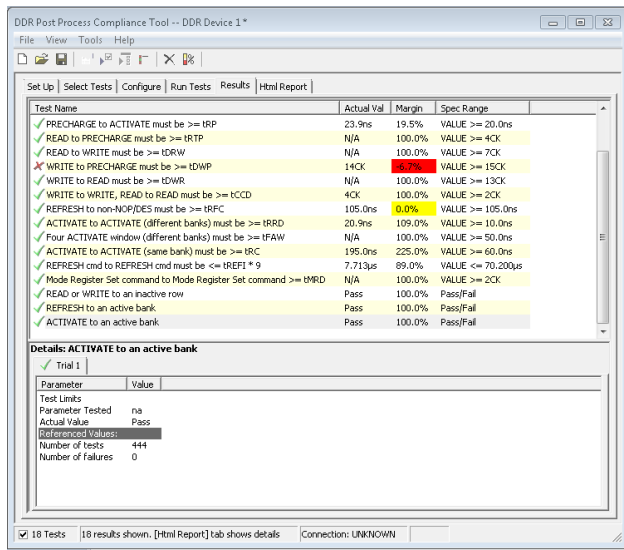 DDR Post Process Compliance Tool -- DDR Device 1*
File View Tools Help
Set Up Select Tests Configure Run Tests Results Html Report
Test Name Actual Val Margin Spec Range
PRECHARGE to ACTIVATE must be >= tRP 23.9ns 19.5% VALUE >= 20.0ns
READ to PRECHARGE must be >= tRTP N/A 100.0% VALUE >= 4CK
READ to WRITE must be >= tDRW N/A 100.0% VALUE >= 7CK
WRITE to PRECHARGE must be >= tDWP 14CK -6.7% VALUE >= 15CK
WRITE to READ must be >= tDWR N/A 100.0% VALUE >= 13CK
WRITE to WRITE, READ to READ must be >= tCCD 4CK 100.0% VALUE >= 2CK
REFRESH to non-NOP/DES must be >= tRFC 105.0ns 0.0% VALUE >= 105.0ns
ACTIVATE to ACTIVATE (different banks) must be >= tRRD 20.9ns 109.0% VALUE >= 10.0ns
Four ACTIVATE window (different banks) must be >= tFAW N/A 100.0% VALUE >= 50.0ns
ACTIVATE to ACTIVATE (same bank) must be >= tRC 195.0ns 225.0% VALUE >= 60.0ns
REFRESH cmd to REFRESH cmd must be <= tREFI * 9 7.713µs 89.0% VALUE <= 70.200µs
Mode Register Set command to Mode Register Set command >= tMRD N/A 100.0% VALUE >= 2CK
READ or WRITE to an inactive row Pass 100.0% Pass/Fail
REFRESH to an active bank Pass 100.0% Pass/Fail
ACTIVATE to an active bank Pass 100.0% Pass/Fail
Details: ACTIVATE to an active bank
Trial 1
Parameter Value
Test Limits
Parameter Tested na
Actual Value Pass
Referenced Values:
Number of tests 444
Number of failures 0
18 Tests 18 results shown. [Html Report] tab shows details Connection: UNKNOWN